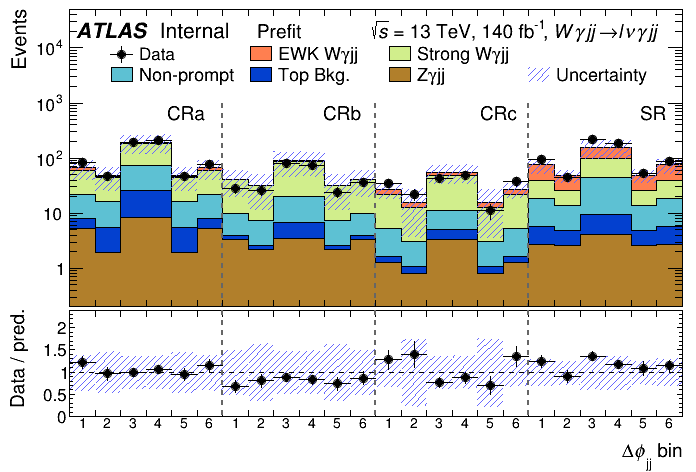 ATLAS Internal Prefit √s = 13 TeV, 140 fb⁻¹, Wγjj→lνγjj
Data EWK Wγjj Strong Wγjj
Non-prompt Top Bkg. Zγjj Uncertainty
CRa CRb CRc SR
Events
10⁴
10³
10²
10
1
Data / pred.
2
1.5
1
0.5
0
1 2 3 4 5 6 1 2 3 4 5 6 1 2 3 4 5 6 1 2 3 4 5 6
Δϕjj bin